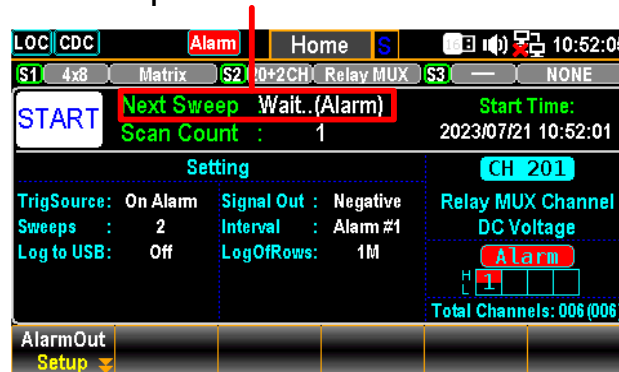 LOC CDC Alarm Home S 16 10:52:0
S1 4x8 Matrix S2 20+2CH Relay MUX S3 — NONE
START Next Sweep :Wait..(Alarm) Start Time:
Scan Count : 1 2023/07/21 10:52:01
Setting CH 201
TrigSource: On Alarm Signal Out : Negative Relay MUX Channel
Sweeps : 2 Interval : Alarm #1 DC Voltage
Log to USB: Off LogOfRows: 1M Alarm
H
L 1
Total Channels: 006(006)
AlarmOut
Setup